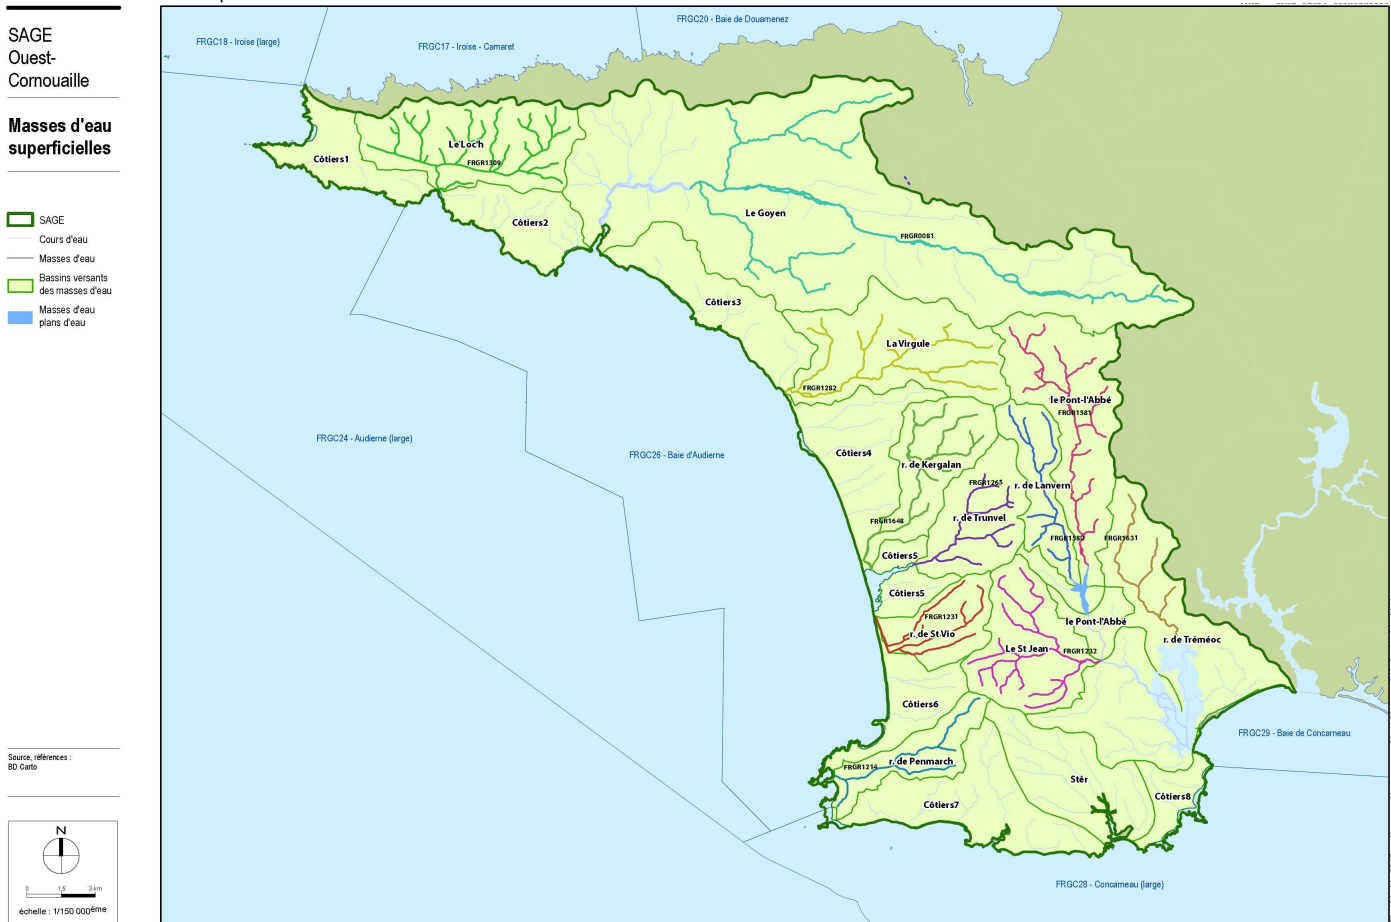 SAGE
Ouest-
Cornouaille
Masses d'eau
superficielles
SAGE
Cours d'eau
Masses d'eau
Bassins versants
des masses d'eau
Masses d'eau
plans d'eau
Source, références :
BD Carto
N
0 1,5 3 km
échelle : 1/150 000ème
FRGC18 - Iroise (large)
FRGC17 - Iroise - Camaret
FRGC20 - Baie de Douarnenez
Côtiers1
Le Loc'h
FRGR1309
Côtiers2
Le Goyen
FRGR0081
Côtiers3
La Virgule
FRGR1282
le Pont-l'Abbé
FRGR1581
FRGC24 - Audierne (large)
FRGC26 - Baie d'Audierne
Côtiers4
r. de Kergalan
FRGR1265
r. de Lanvern
FRGR1648
r. de Trunvel
FRGR1580
FRGR1631
Côtiers5
Côtiers5
FRGR1231
r. de St Vio
le Pont-l'Abbé
r. de Tréméoc
Le St Jean
FRGR1232
Côtiers6
FRGC29 - Baie de Concarneau
FRGR1214
r. de Penmarch
Stêr
Côtiers7
Côtiers8
FRGC28 - Concarneau (large)